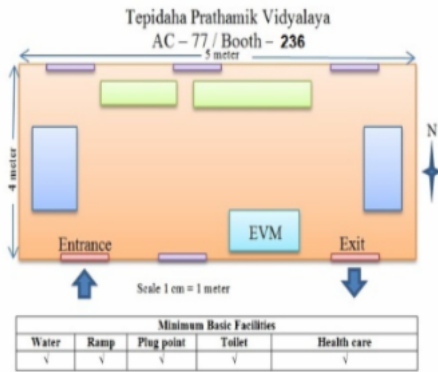 Tepidaha Prathamik Vidyalaya
AC – 77 / Booth – 236
5 meter
4 meter
N
EVM
Entrance
Exit
Scale 1 cm = 1 meter
Minimum Basic Facilities
Water Ramp Plug point Toilet Health care
√ √ √ √ √